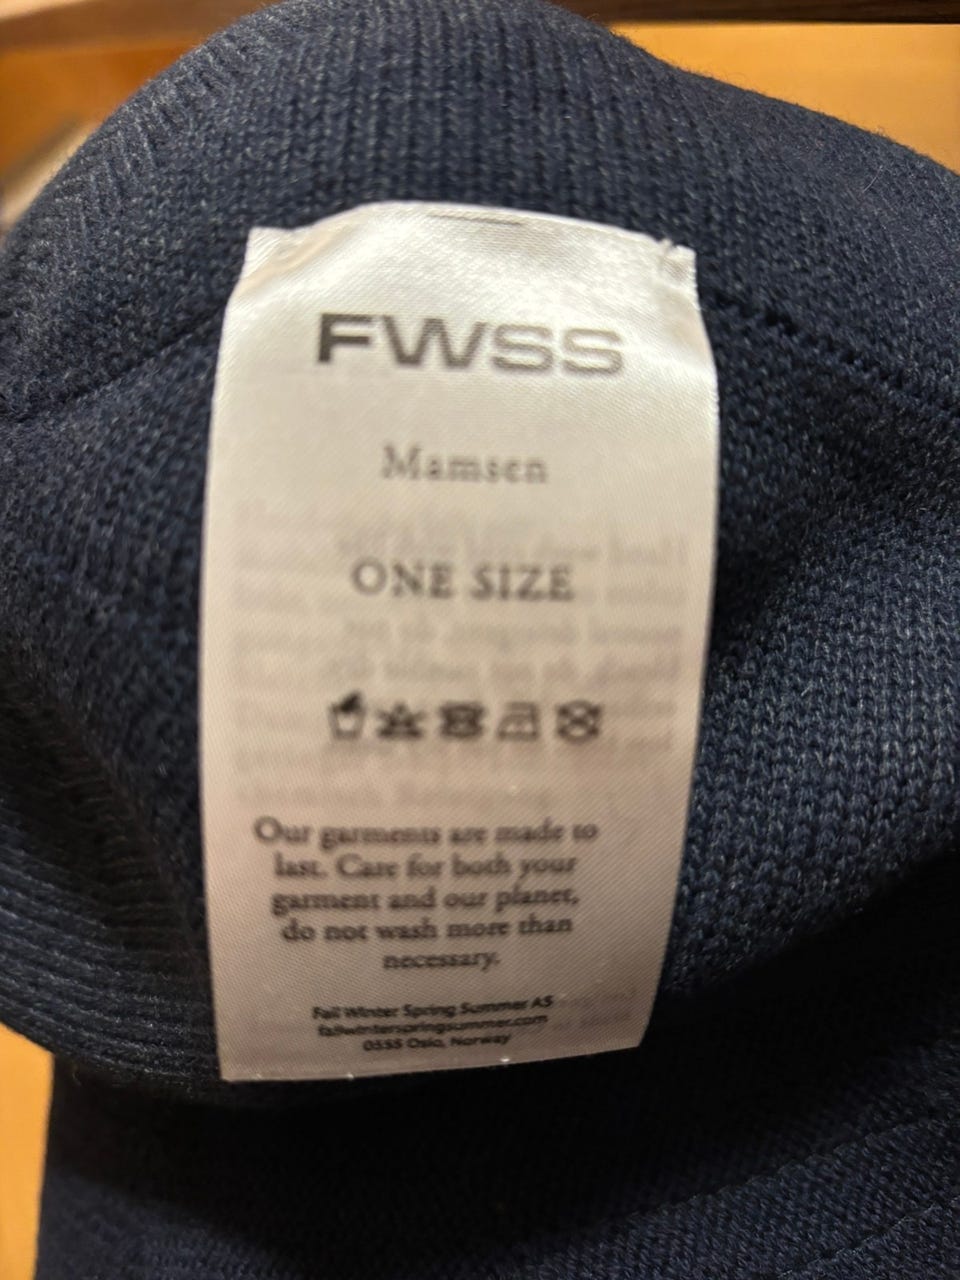 FWSS
Mamsen
ONE SIZE
Our garments are made to
last. Care for both your
garment and our planet,
do not wash more than
necessary.
Fall Winter Spring Summer AS
fallwinterspringsummer.com
0555 Oslo, Norway